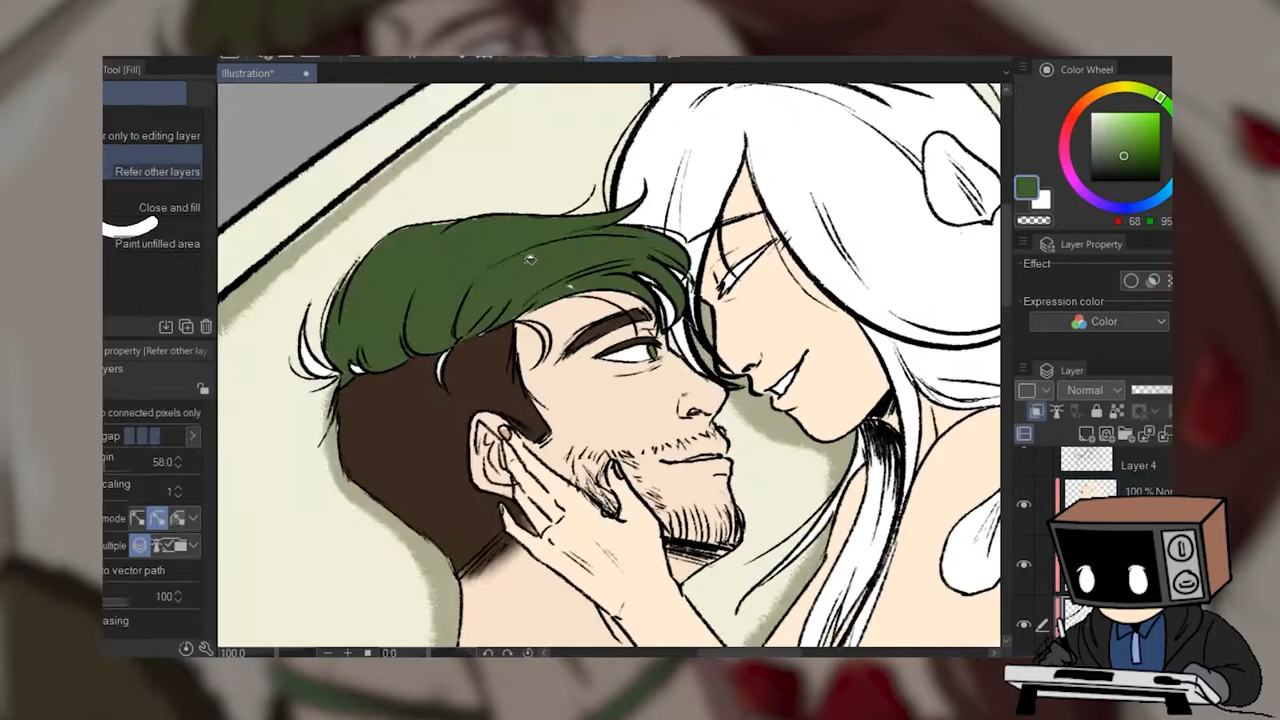 Tool [Fill]
Illustration*
Color Wheel
r only to editing layer
Refer other layers
Close and fill
Paint unfilled area
68 95
Layer Property
Effect
Expression color
Color
property [Refer other lay
yers
o connected pixels only
gap
58.0
caling
1
mode
ultiple
to vector path
100
asing
Layer
Normal
Layer 4
100 % No
100.0
0.0